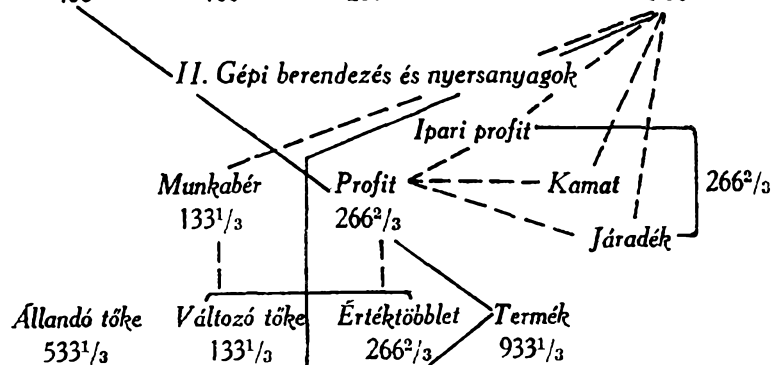 II. Gépi berendezés és nyersanyagok
Ipari profit
Munkabér Profit Kamat 266²/₃
133¹/₃ 266²/₃
Járadék
Állandó tőke Változó tőke Értéktöbblet Termék
533¹/₃ 133¹/₃ 266²/₃ 933¹/₃